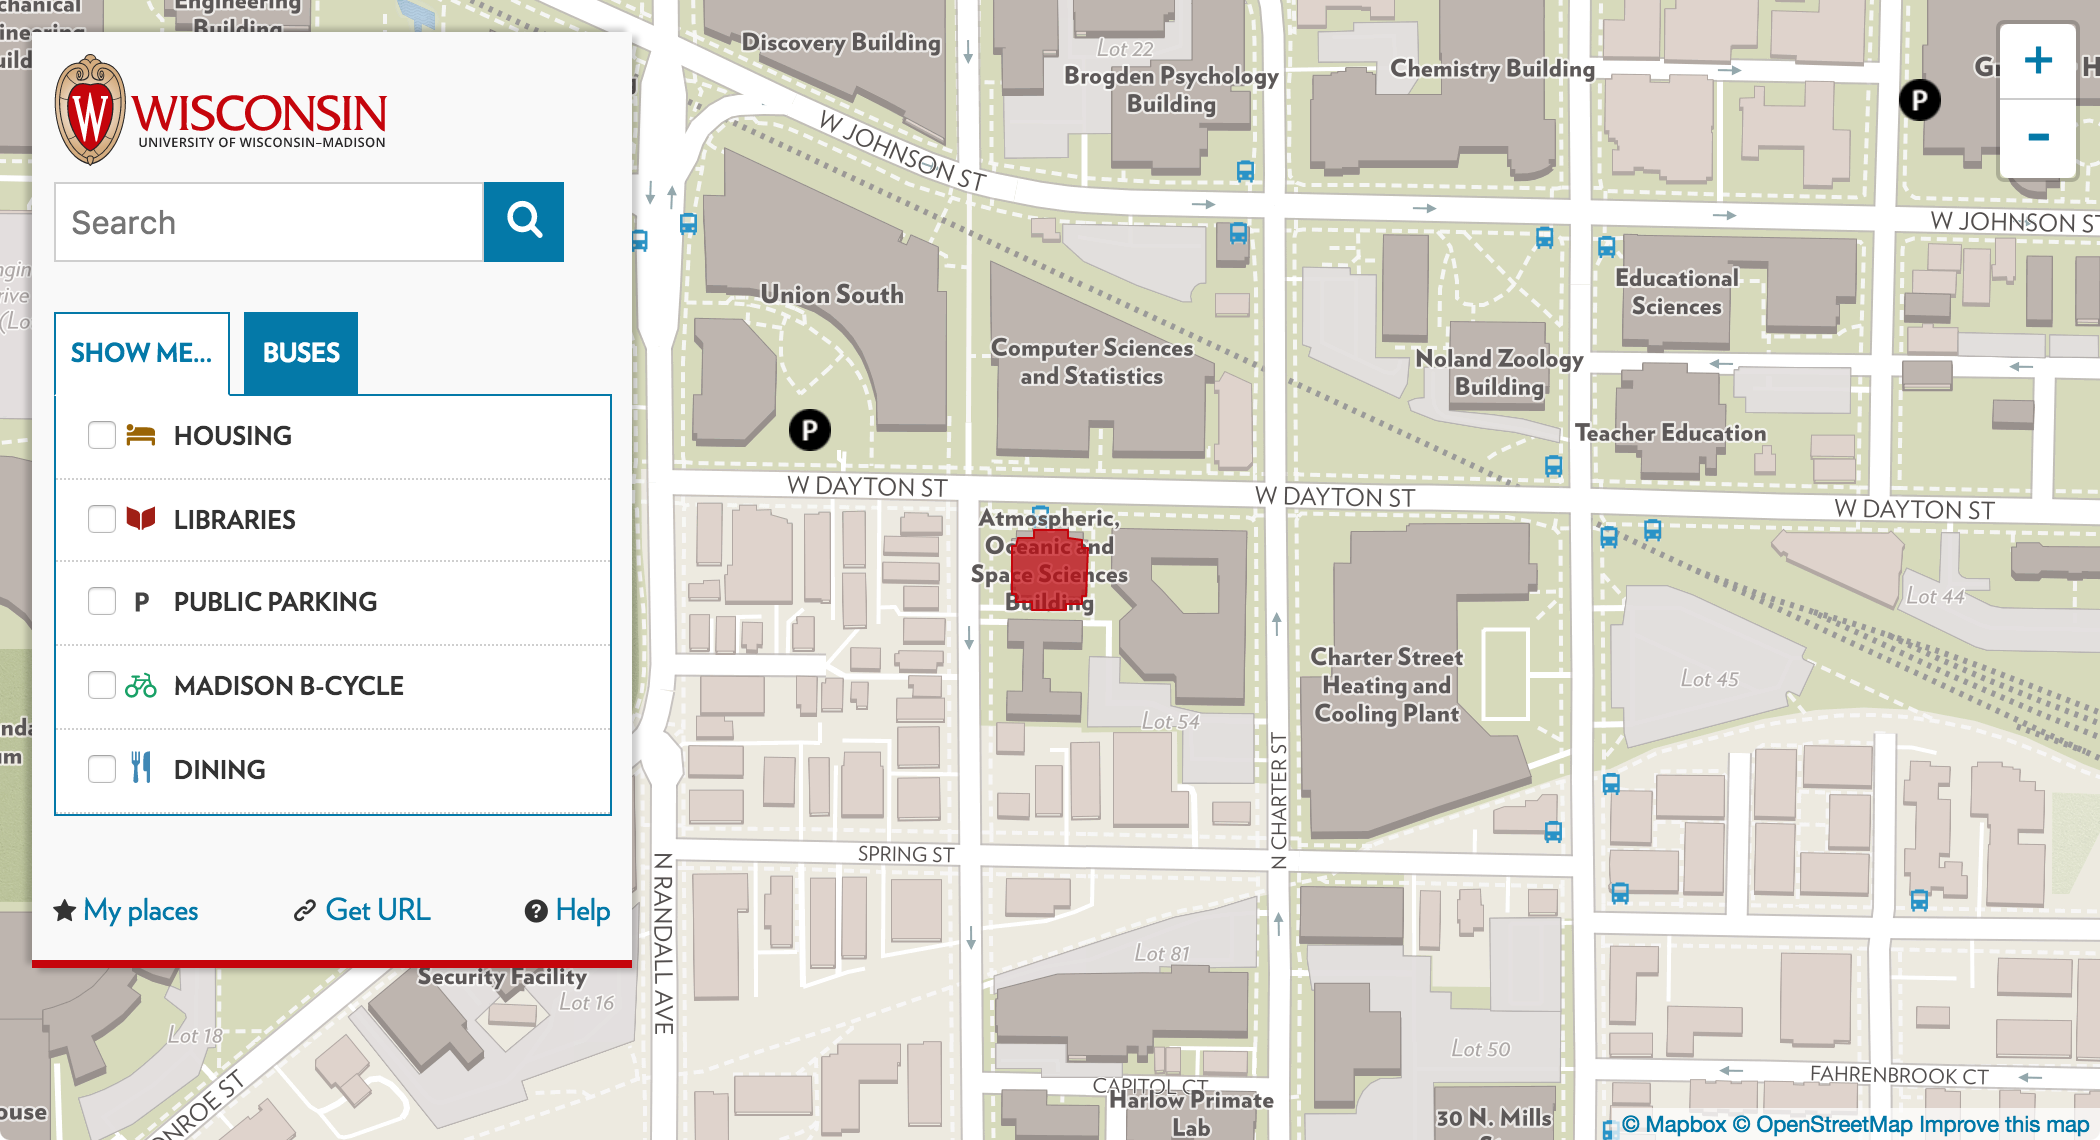 WISCONSIN
UNIVERSITY OF WISCONSIN–MADISON
Search
SHOW ME...
BUSES
HOUSING
LIBRARIES
P PUBLIC PARKING
MADISON B-CYCLE
DINING
My places
Get URL
Help
Engineering
Building
Discovery Building
Lot 22
Brogden Psychology
Building
Chemistry Building
P
+
-
W JOHNSON ST
W JOHNSON ST
Union South
Computer Sciences
and Statistics
Noland Zoology
Building
Educational
Sciences
Teacher Education
P
W DAYTON ST
W DAYTON ST
W DAYTON ST
Atmospheric,
Oceanic and
Space Sciences
Building
Lot 44
Lot 45
Charter Street
Heating and
Cooling Plant
Lot 54
N CHARTER ST
SPRING ST
N RANDALL AVE
Lot 81
Security Facility
Lot 16
Lot 18
Lot 50
CAPITOL CT
Harlow Primate
Lab
30 N. Mills
FAHRENBROOK CT
© Mapbox © OpenStreetMap Improve this map